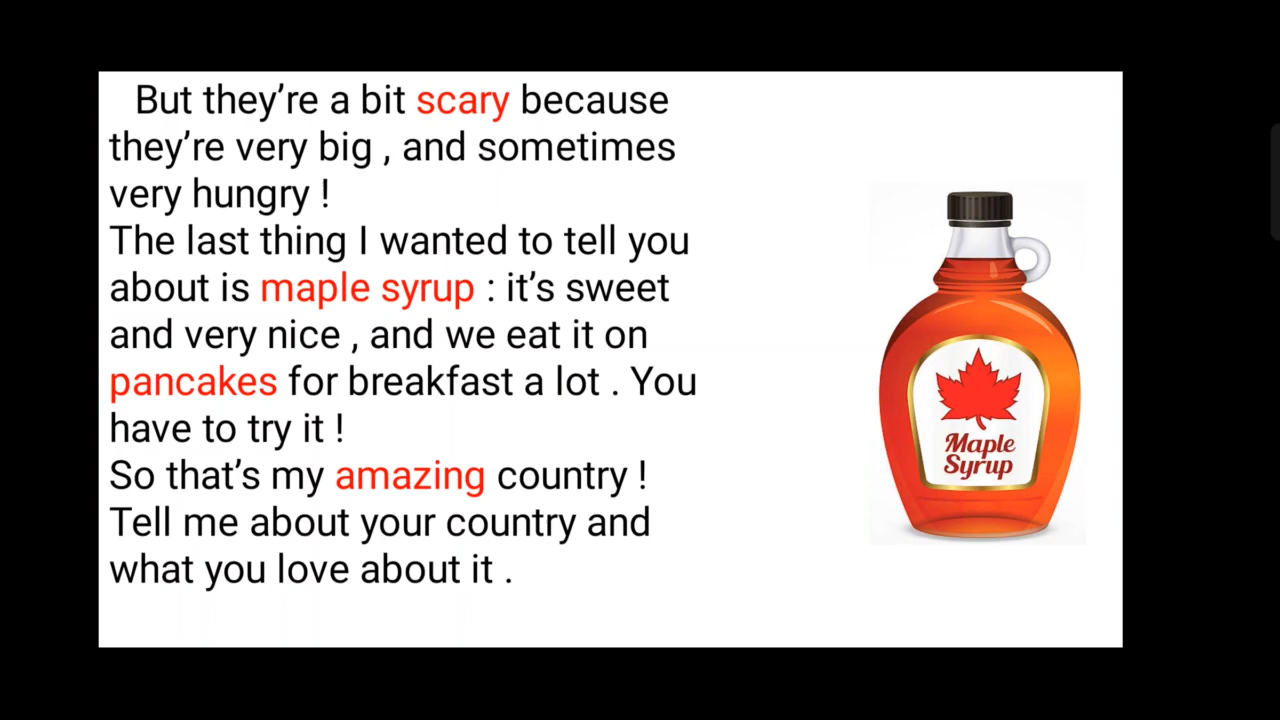 But they’re a bit scary because
they’re very big , and sometimes
very hungry !
The last thing I wanted to tell you
about is maple syrup : it’s sweet
and very nice , and we eat it on
pancakes for breakfast a lot . You
have to try it !
So that’s my amazing country !
Tell me about your country and
what you love about it .
Maple
Syrup